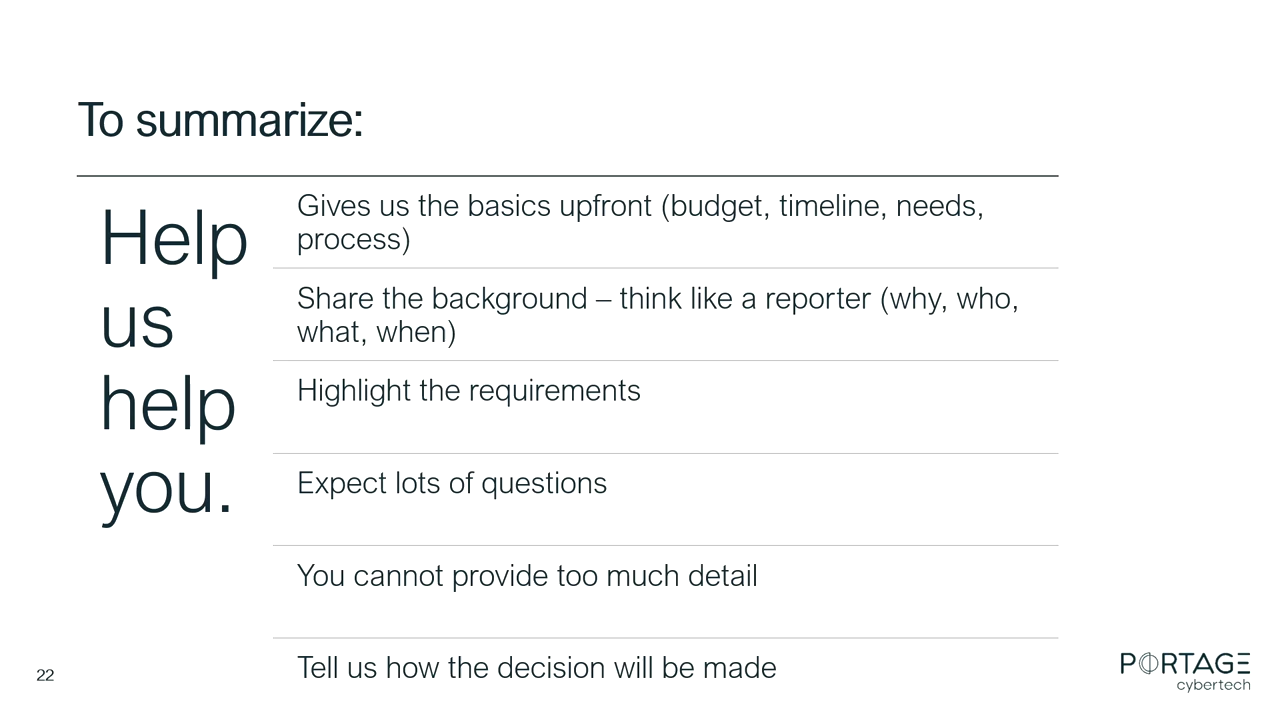 To summarize:
Help
us
help
you.
Gives us the basics upfront (budget, timeline, needs,
process)
Share the background – think like a reporter (why, who,
what, when)
Highlight the requirements
Expect lots of questions
You cannot provide too much detail
Tell us how the decision will be made
22
PORTAGE
cybertech